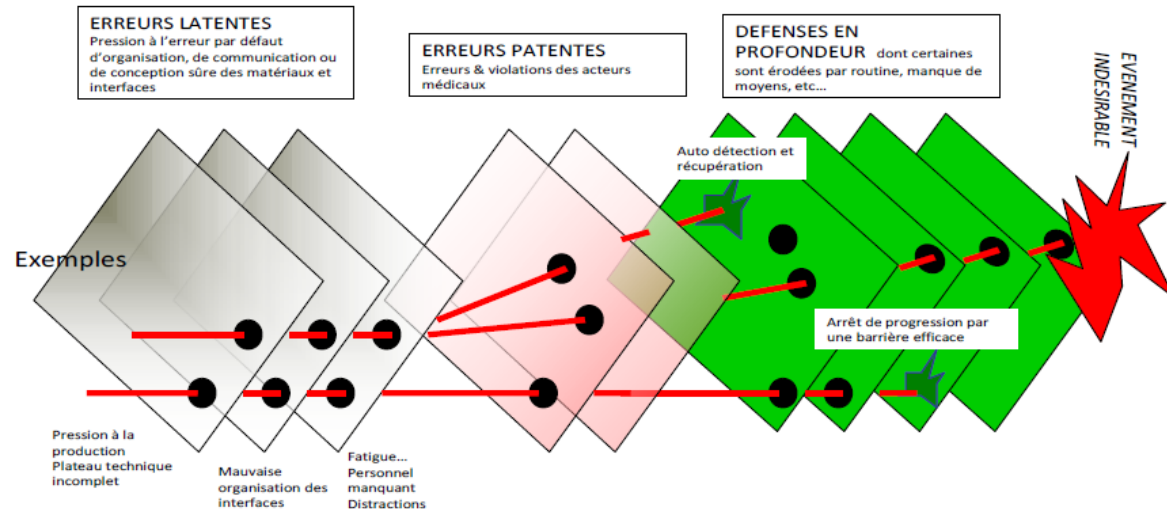 ERREURS LATENTES
Pression à l’erreur par défaut
d’organisation, de communication ou
de conception sûre des matériaux et
interfaces
ERREURS PATENTES
Erreurs & violations des acteurs
médicaux
DEFENSES EN
PROFONDEUR dont certaines
sont érodées par routine, manque de
moyens, etc…
EVENEMENT
INDESIRABLE
Auto détection et
récupération
Exemples
Arrêt de progression par
une barrière efficace
Pression à la
production
Plateau technique
incomplet
Mauvaise
organisation des
interfaces
Fatigue…
Personnel
manquant
Distractions